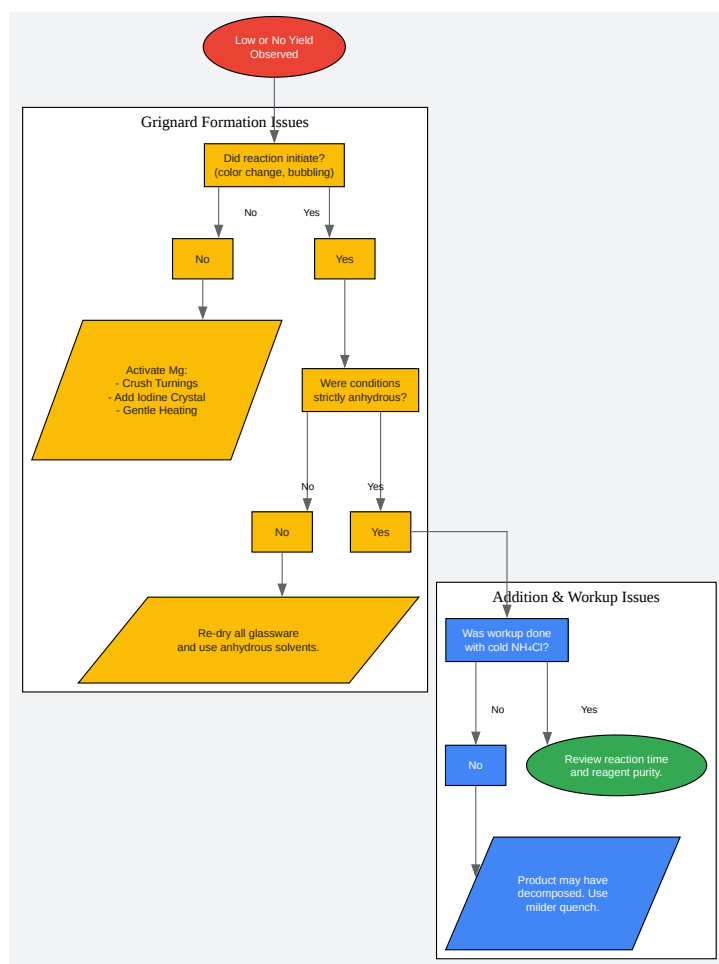 Low or No Yield
Observed
Grignard Formation Issues
Did reaction initiate?
(color change, bubbling)
No
Yes
No
Yes
Activate Mg:
- Crush Turnings
- Add Iodine Crystal
- Gentle Heating
Were conditions
strictly anhydrous?
No
Yes
No
Yes
Re-dry all glassware
and use anhydrous solvents.
Addition & Workup Issues
Was workup done
with cold NH₄Cl?
No
Yes
No
Review reaction time
and reagent purity.
Product may have
decomposed. Use
milder quench.